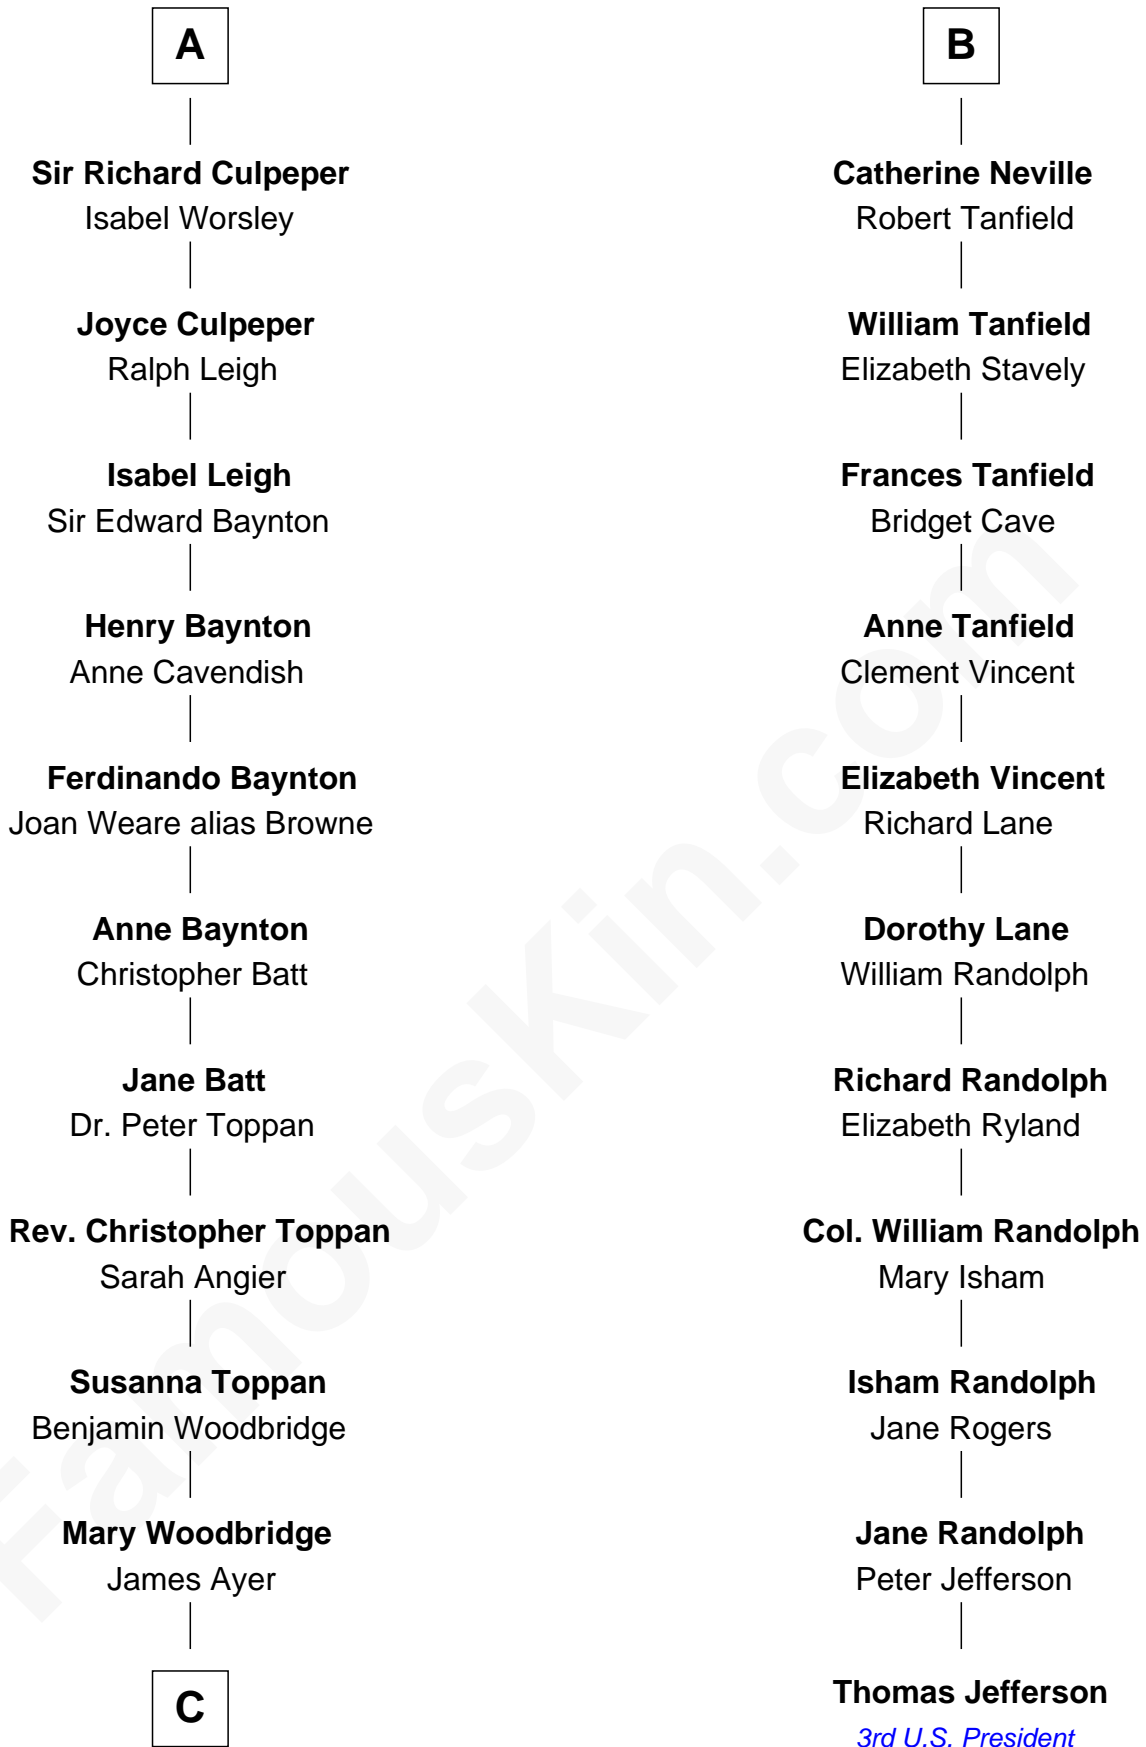 A
Sir Richard Culpeper
Isabel Worsley
Joyce Culpeper
Ralph Leigh
Isabel Leigh
Sir Edward Baynton
Henry Baynton
Anne Cavendish
Ferdinando Baynton
Joan Weare alias Browne
Anne Baynton
Christopher Batt
Jane Batt
Dr. Peter Toppan
Rev. Christopher Toppan
Sarah Angier
Susanna Toppan
Benjamin Woodbridge
Mary Woodbridge
James Ayer
C
B
Catherine Neville
Robert Tanfield
William Tanfield
Elizabeth Stavely
Frances Tanfield
Bridget Cave
Anne Tanfield
Clement Vincent
Elizabeth Vincent
Richard Lane
Dorothy Lane
William Randolph
Richard Randolph
Elizabeth Ryland
Col. William Randolph
Mary Isham
Isham Randolph
Jane Rogers
Jane Randolph
Peter Jefferson
Thomas Jefferson
3rd U.S. President
FamousKin.com